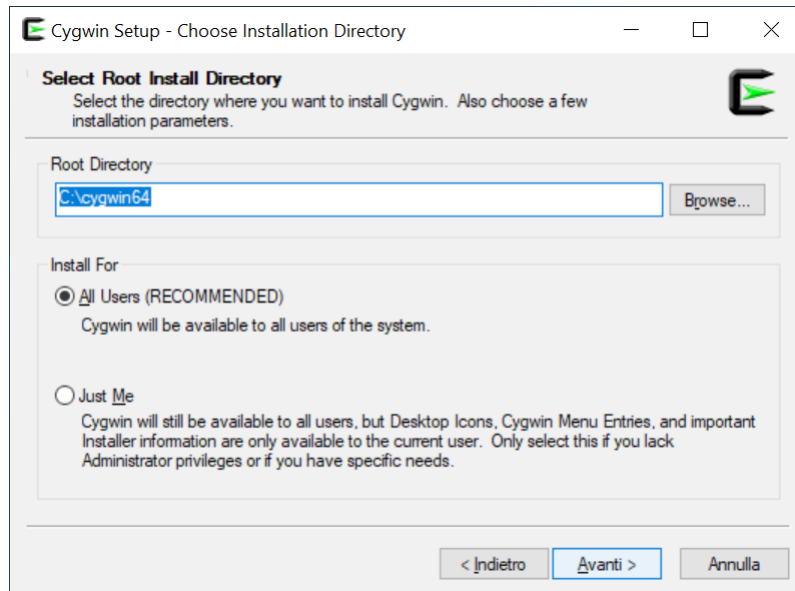 Cygwin Setup - Choose Installation Directory
Select Root Install Directory
Select the directory where you want to install Cygwin. Also choose a few
installation parameters.
Root Directory
C:\cygwin64
Browse...
Install For
All Users (RECOMMENDED)
Cygwin will be available to all users of the system.
Just Me
Cygwin will still be available to all users, but Desktop Icons, Cygwin Menu Entries, and important
Installer information are only available to the current user. Only select this if you lack
Administrator privileges or if you have specific needs.
< Indietro
Avanti >
Annulla